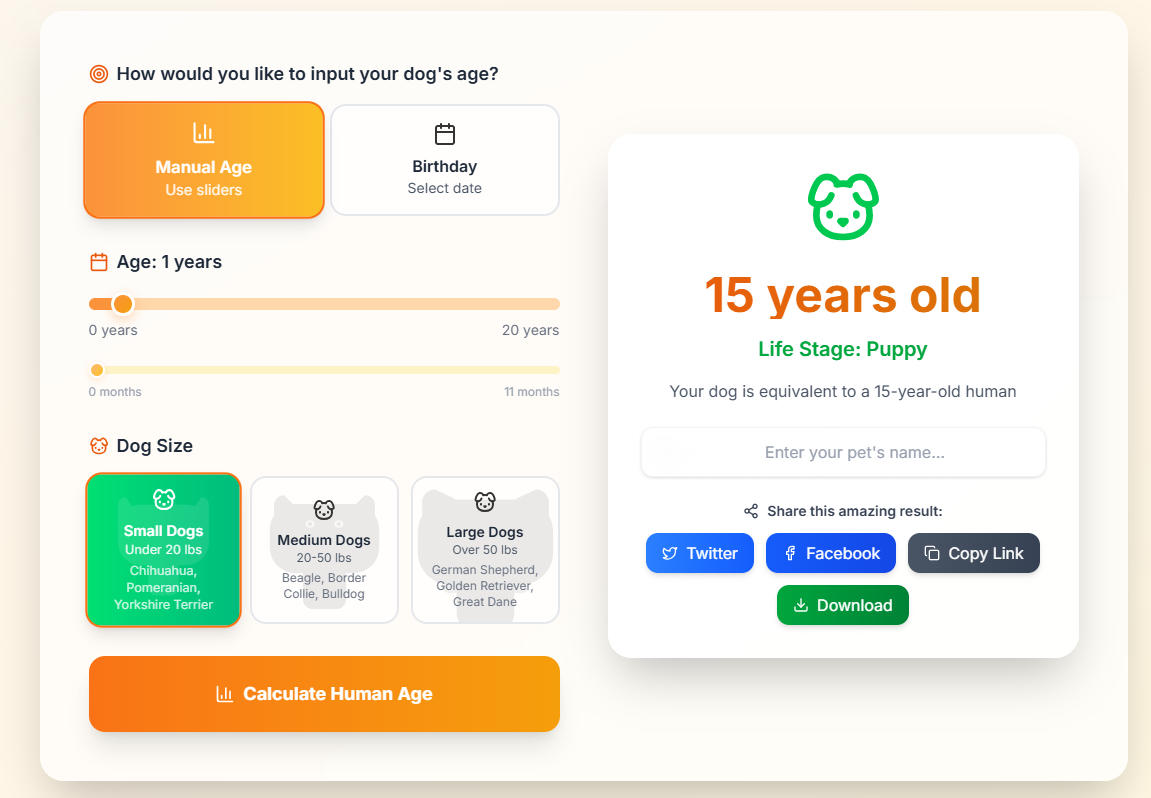 How would you like to input your dog's age?
Manual Age
Use sliders
Birthday
Select date
Age: 1 years
0 years
20 years
0 months
11 months
Dog Size
Small Dogs
Under 20 lbs
Chihuahua,
Pomeranian,
Yorkshire Terrier
Medium Dogs
20-50 lbs
Beagle, Border
Collie, Bulldog
Large Dogs
Over 50 lbs
German Shepherd,
Golden Retriever,
Great Dane
Calculate Human Age
15 years old
Life Stage: Puppy
Your dog is equivalent to a 15-year-old human
Enter your pet's name...
Share this amazing result:
Twitter
Facebook
Copy Link
Download